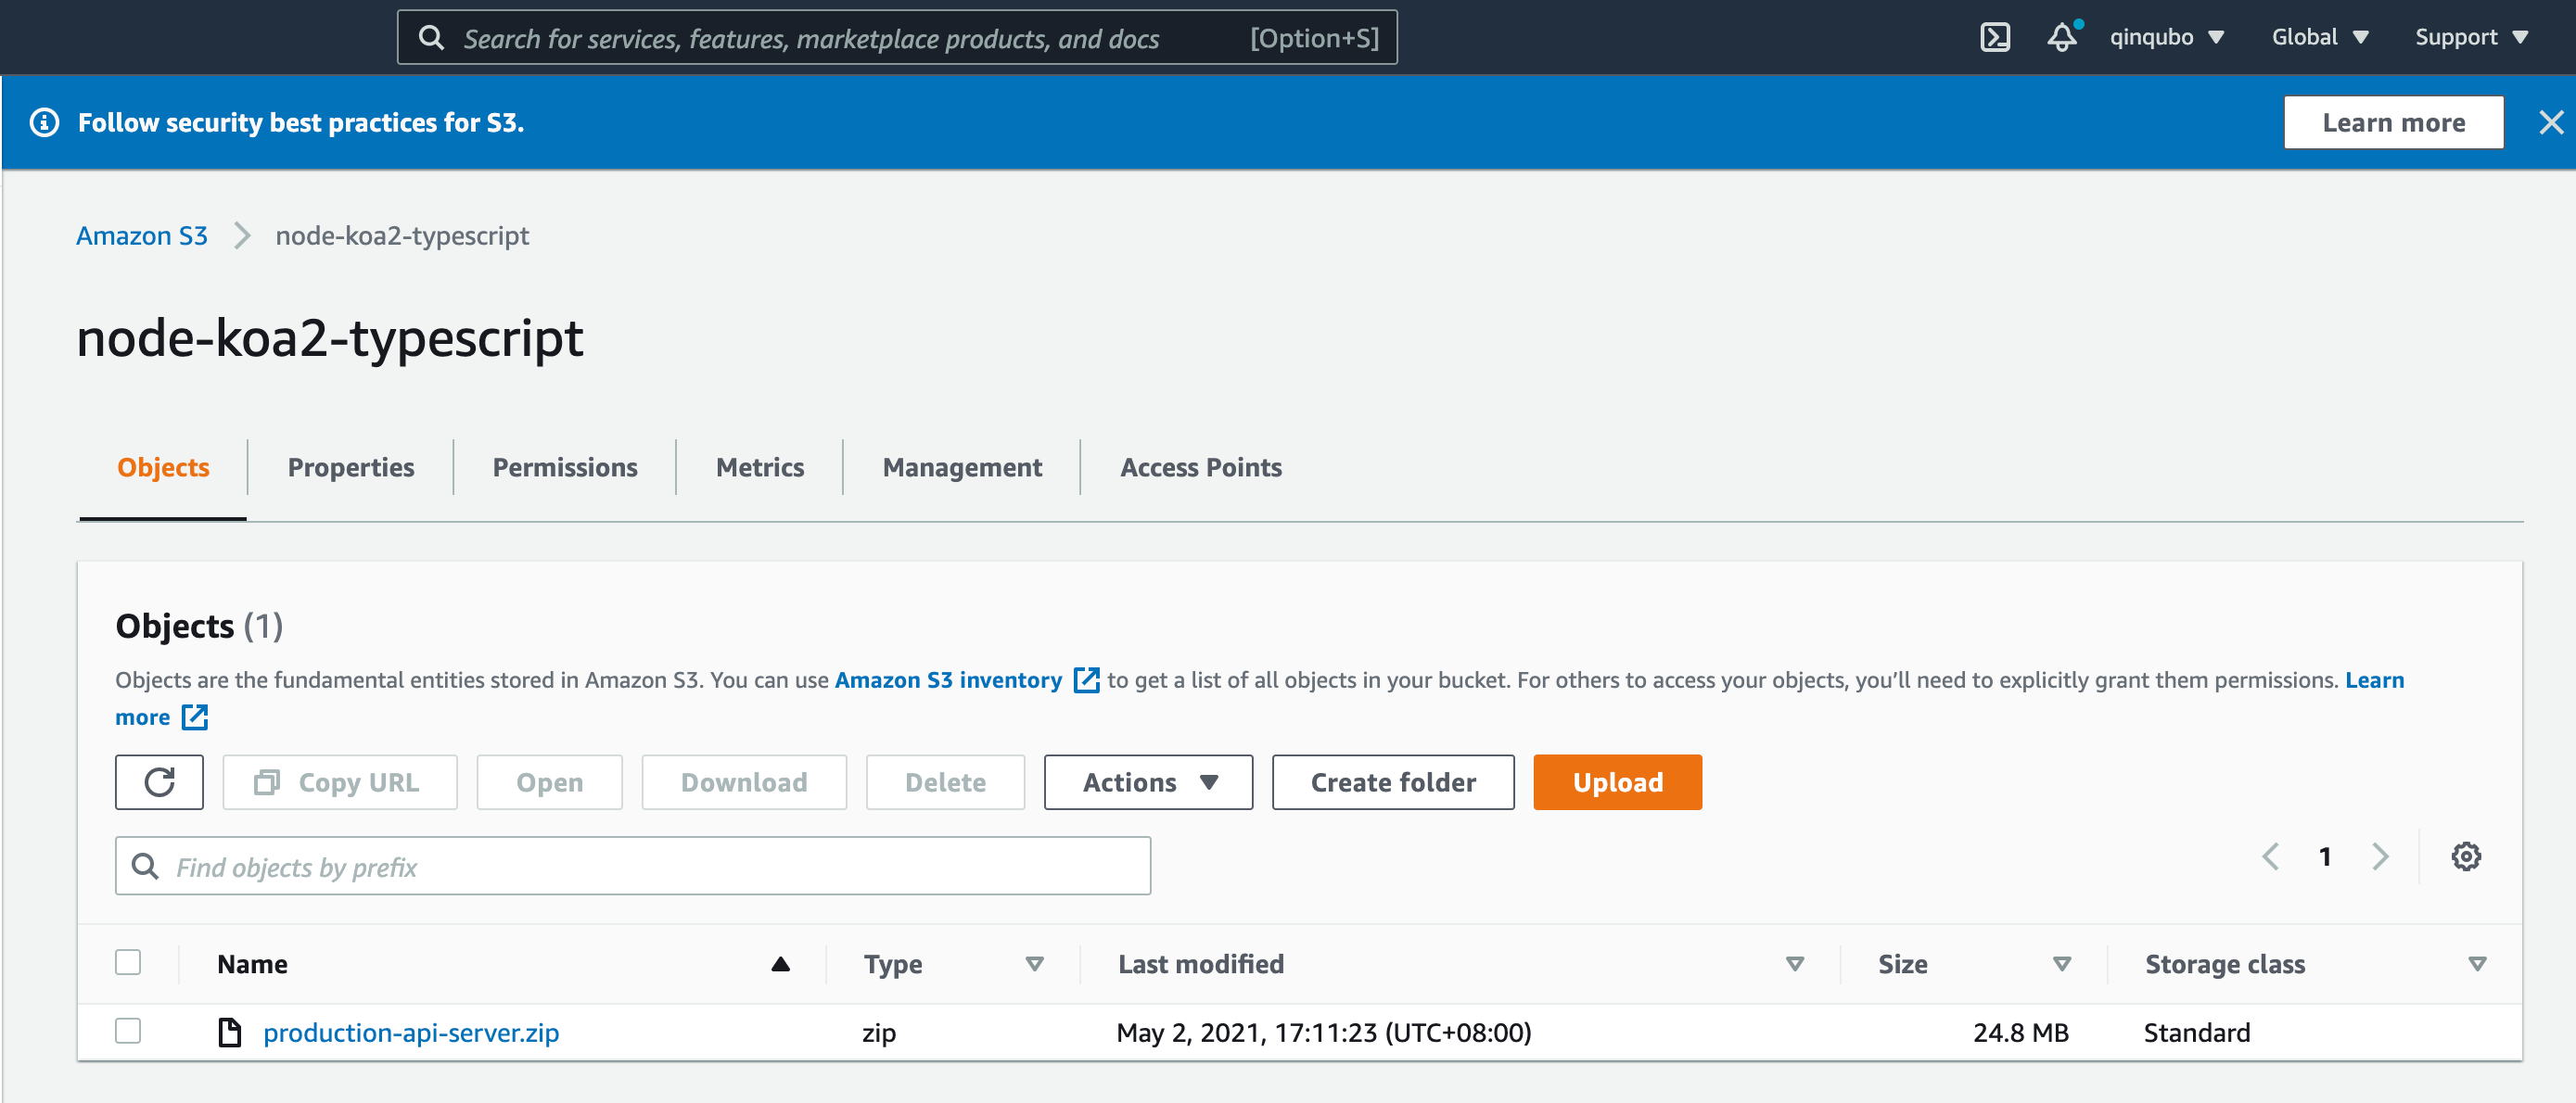 Search for services, features, marketplace products, and docs [Option+S] qinqubo Global Support
Follow security best practices for S3. Learn more
Amazon S3 node-koa2-typescript
node-koa2-typescript
Objects Properties Permissions Metrics Management Access Points
Objects (1)
Objects are the fundamental entities stored in Amazon S3. You can use Amazon S3 inventory to get a list of all objects in your bucket. For others to access your objects, you’ll need to explicitly grant them permissions. Learn
more
Copy URL Open Download Delete Actions Create folder Upload
Find objects by prefix 1
Name Type Last modified Size Storage class
production-api-server.zip zip May 2, 2021, 17:11:23 (UTC+08:00) 24.8 MB Standard